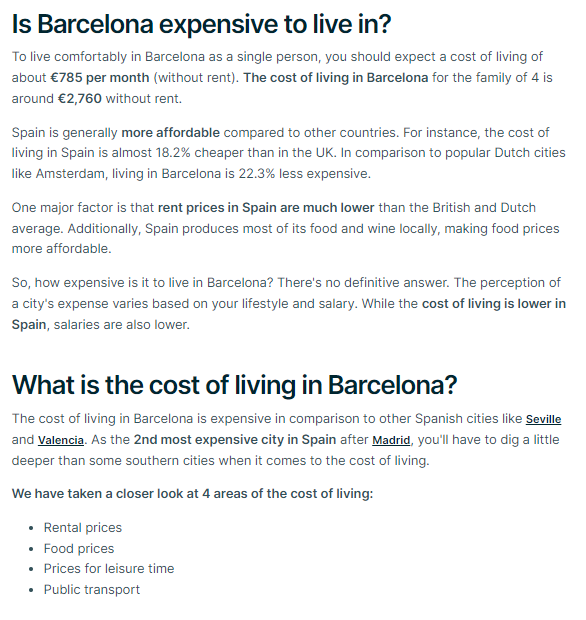 Is Barcelona expensive to live in?
To live comfortably in Barcelona as a single person, you should expect a cost of living of
about €785 per month (without rent). The cost of living in Barcelona for the family of 4 is
around €2,760 without rent.
Spain is generally more affordable compared to other countries. For instance, the cost of
living in Spain is almost 18.2% cheaper than in the UK. In comparison to popular Dutch cities
like Amsterdam, living in Barcelona is 22.3% less expensive.
One major factor is that rent prices in Spain are much lower than the British and Dutch
average. Additionally, Spain produces most of its food and wine locally, making food prices
more affordable.
So, how expensive is it to live in Barcelona? There's no definitive answer. The perception of
a city's expense varies based on your lifestyle and salary. While the cost of living is lower in
Spain, salaries are also lower.
What is the cost of living in Barcelona?
The cost of living in Barcelona is expensive in comparison to other Spanish cities like Seville
and Valencia. As the 2nd most expensive city in Spain after Madrid, you'll have to dig a little
deeper than some southern cities when it comes to the cost of living.
We have taken a closer look at 4 areas of the cost of living:
• Rental prices
• Food prices
• Prices for leisure time
• Public transport